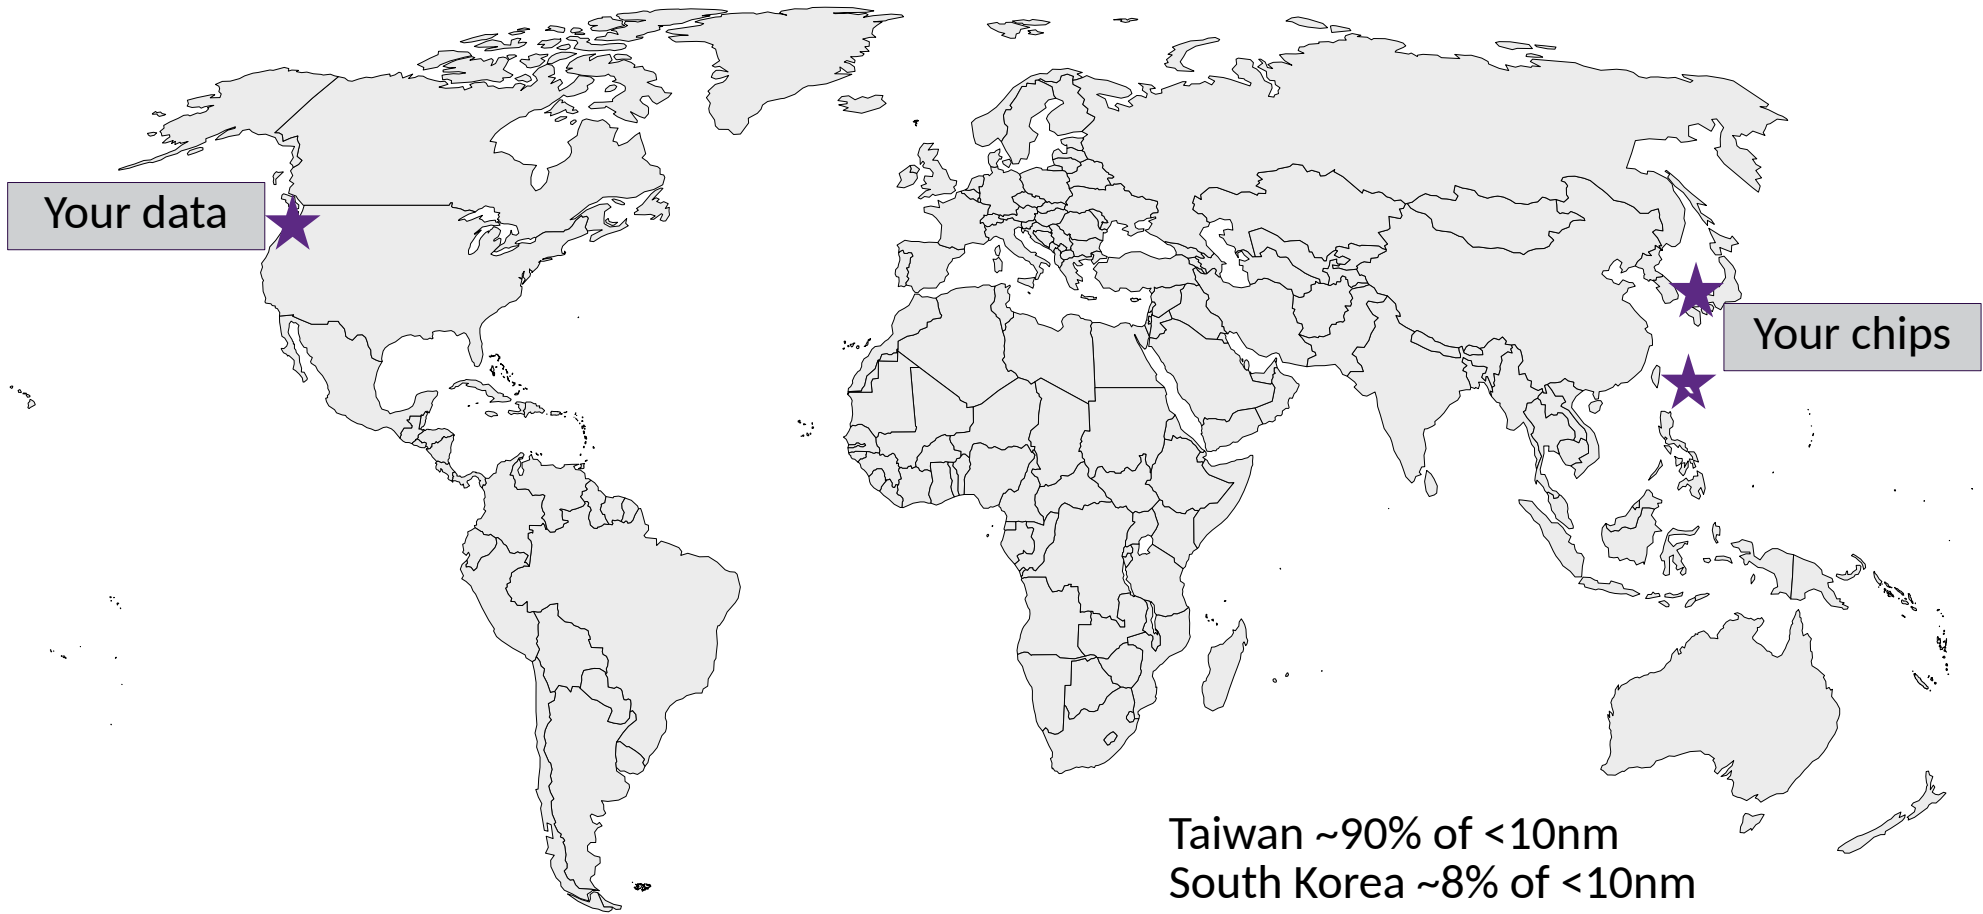 Your data
Your chips
Taiwan ~90% of <10nm
South Korea ~8% of <10nm